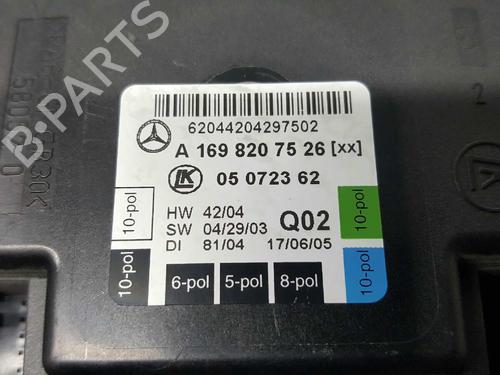 62044204297502
A 169 820 75 26 [xx]
LK
05 0723 62
HW 42/04
SW 04/29/03
DI 81/04 17/06/05
Q02
10-pol
10-pol
10-pol
10-pol
6-pol
5-pol
8-pol
B-PARTS
2